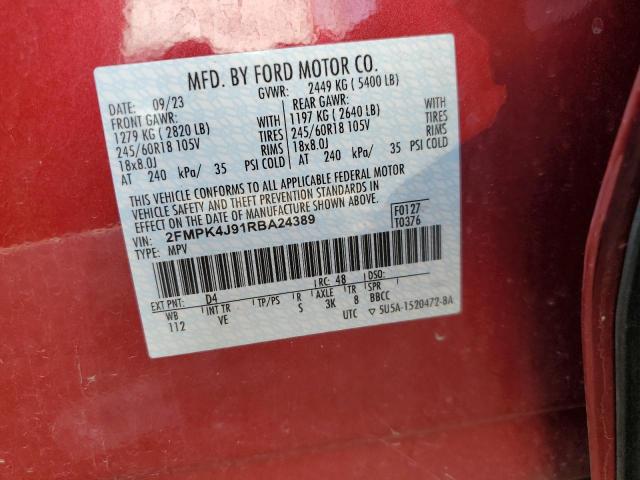 MFD. BY FORD MOTOR CO.
DATE: 09/23 GVWR: 2449 KG ( 5400 LB)
FRONT GAWR: REAR GAWR:
1279 KG ( 2820 LB) WITH 1197 KG ( 2640 LB) WITH
245/60R18 105V TIRES 245/60R18 105V TIRES
18x8.0J RIMS 18x8.0J RIMS
AT 240 kPa/ 35 PSI COLD AT 240 kPa/ 35 PSI COLD
THIS VEHICLE CONFORMS TO ALL APPLICABLE FEDERAL MOTOR
VEHICLE SAFETY AND THEFT PREVENTION STANDARDS IN
EFFECT ON THE DATE OF MANUFACTURE SHOWN ABOVE.
VIN: 2FMPK4J91RBA24389 F0127
TYPE: MPV T0376
EXT PNT: D4 RC: 48 DSO:
WB INT TR TP/PS R AXLE TR SPR
112 VE S 3K 8 BBCC
UTC ▽ 5U5A-1520472-BA